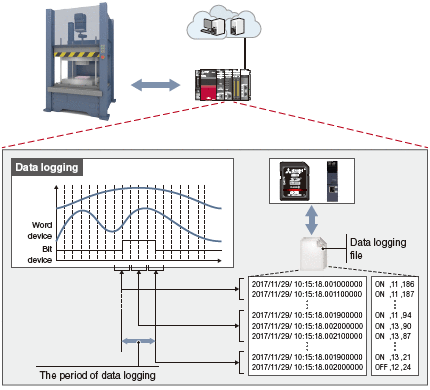 Data logging
Word
device
Bit
device
Data logging
file
2017/11/29/ 10:15:18.001000000 ON ,11 ,186
2017/11/29/ 10:15:18.001100000 ON ,11 ,187
2017/11/29/ 10:15:18.001900000 ON ,11 ,94
2017/11/29/ 10:15:18.002000000 ON ,13 ,90
2017/11/29/ 10:15:18.002100000 ON ,13 ,87
2017/11/29/ 10:15:18.001900000 ON ,13 ,21
2017/11/29/ 10:15:18.002000000 OFF ,12 ,24
The period of data logging